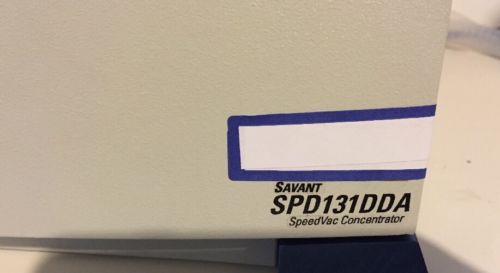 SAVANT
SPD131DDA
SpeedVac Concentrator